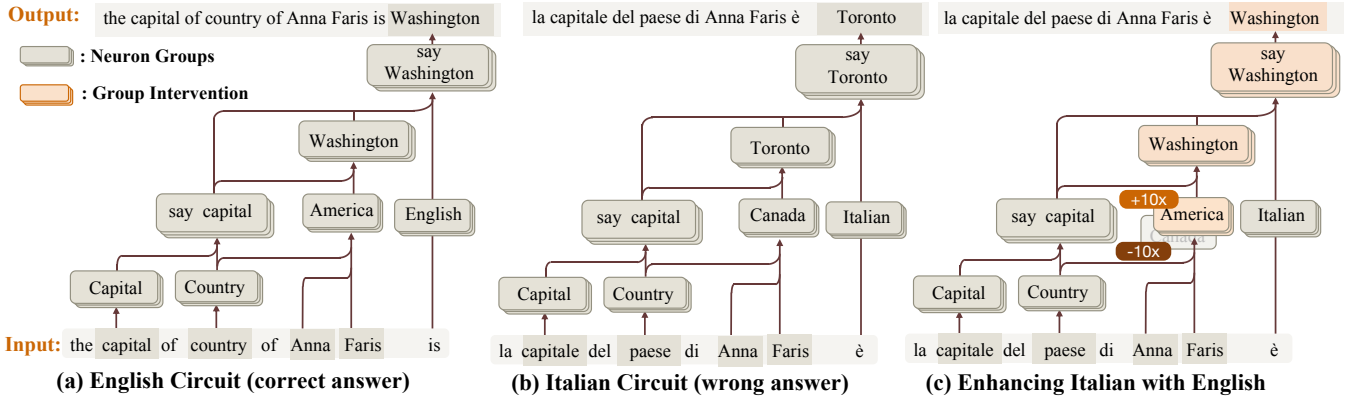 Output: the capital of country of Anna Faris is Washington
: Neuron Groups
: Group Intervention
say
Washington
Washington
say capital
America
English
Capital
Country
Input: the capital of country of Anna Faris is
(a) English Circuit (correct answer)
la capitale del paese di Anna Faris è Toronto
say
Toronto
Toronto
say capital
Canada
Italian
Capital
Country
la capitale del paese di Anna Faris è
(b) Italian Circuit (wrong answer)
la capitale del paese di Anna Faris è Washington
say
Washington
Washington
+10x
say capital
America
Italian
Canada
-10x
Capital
Country
la capitale del paese di Anna Faris è
(c) Enhancing Italian with English